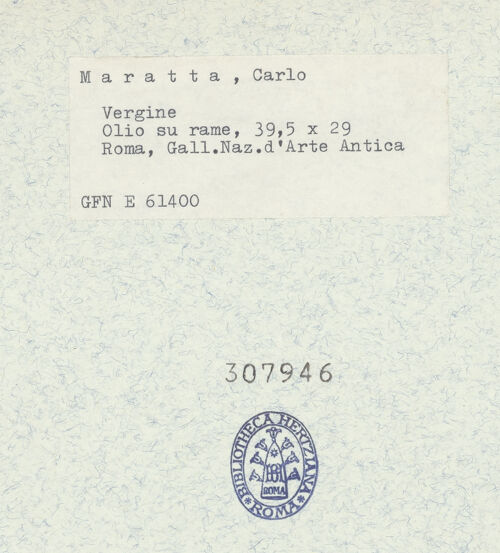 M a r a t t a , Carlo
Vergine
Olio su rame, 39,5 x 29
Roma, Gall.Naz.d'Arte Antica
GFN E 61400
307946
BIBLIOTHECA HERTZIANA
ROMA
* ROMA *